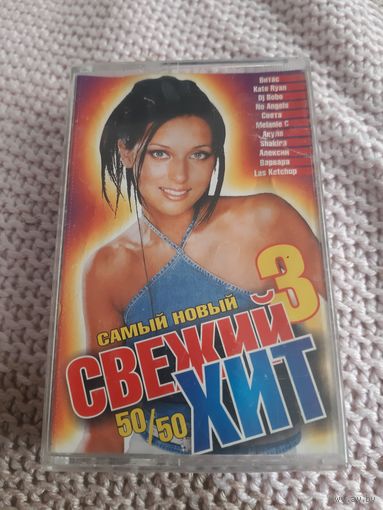 Витас
Kate Ryan
Dj Bobo
No Angels
Света
Melanie C
Акула
Shakira
Алексин
Варвара
Las Ketchup
3
САМЫЙ НОВЫЙ
СВЕЖИЙ
50/50
ХИТ